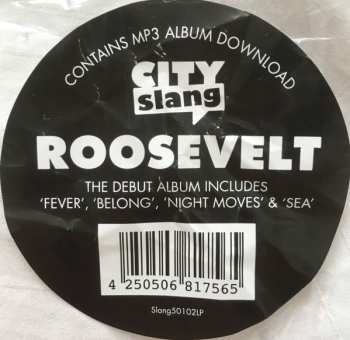 CONTAINS MP3 ALBUM DOWNLOAD
CITY
slang
ROOSEVELT
THE DEBUT ALBUM INCLUDES
'FEVER', 'BELONG', 'NIGHT MOVES' & 'SEA'
4 250506 817565
Slang50102LP